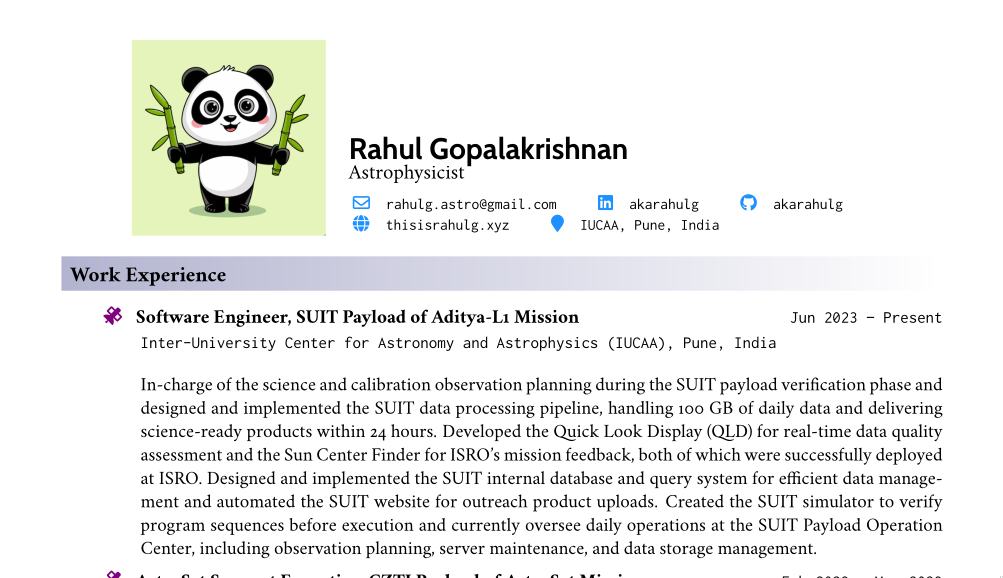 Rahul Gopalakrishnan
Astrophysicist
rahulg.astro@gmail.com akarahulg akarahulg
thisisrahulg.xyz IUCAA, Pune, India
Work Experience
Software Engineer, SUIT Payload of Aditya-L1 Mission Jun 2023 – Present
Inter-University Center for Astronomy and Astrophysics (IUCAA), Pune, India
In-charge of the science and calibration observation planning during the SUIT payload verification phase and
designed and implemented the SUIT data processing pipeline, handling 100 GB of daily data and delivering
science-ready products within 24 hours. Developed the Quick Look Display (QLD) for real-time data quality
assessment and the Sun Center Finder for ISRO's mission feedback, both of which were successfully deployed
at ISRO. Designed and implemented the SUIT internal database and query system for efficient data manage-
ment and automated the SUIT website for outreach product uploads. Created the SUIT simulator to verify
program sequences before execution and currently oversee daily operations at the SUIT Payload Operation
Center, including observation planning, server maintenance, and data storage management.